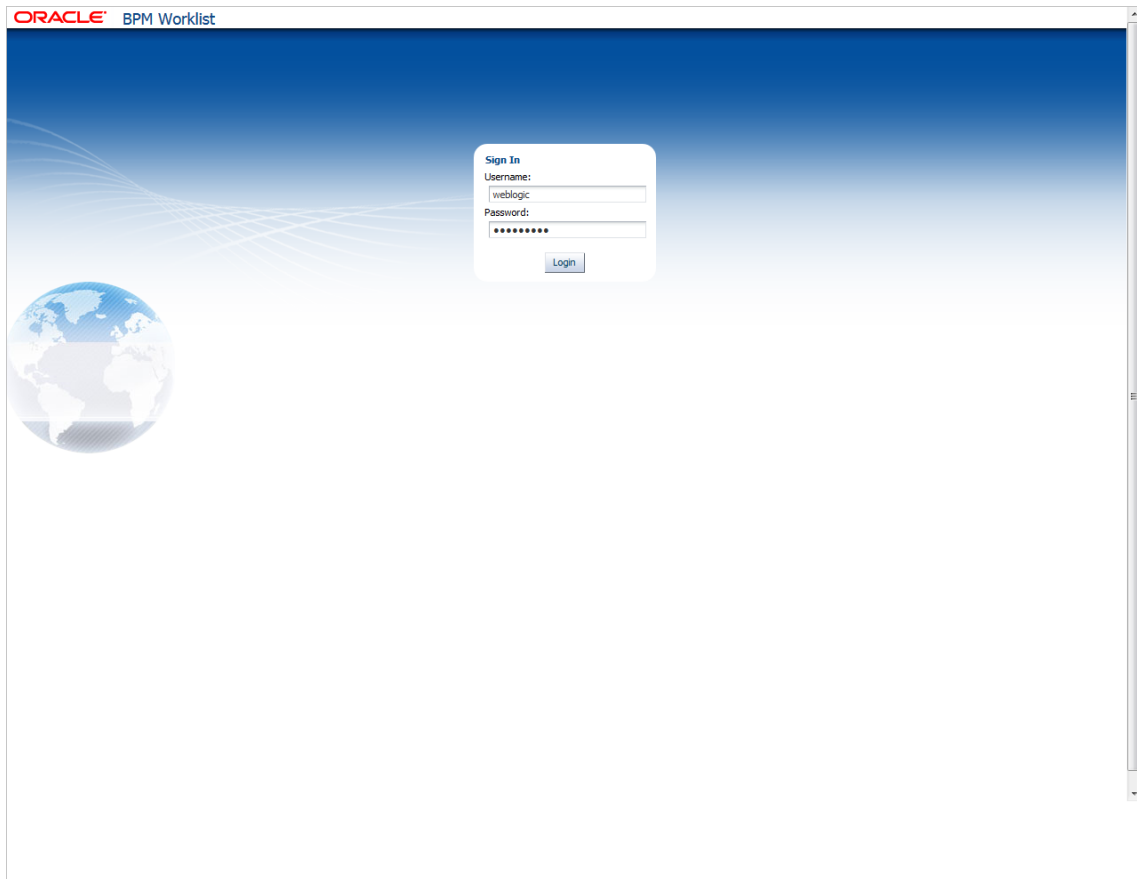 ORACLE BPM Worklist
Sign In
Username:
weblogic
Password:
•••••••••
Login